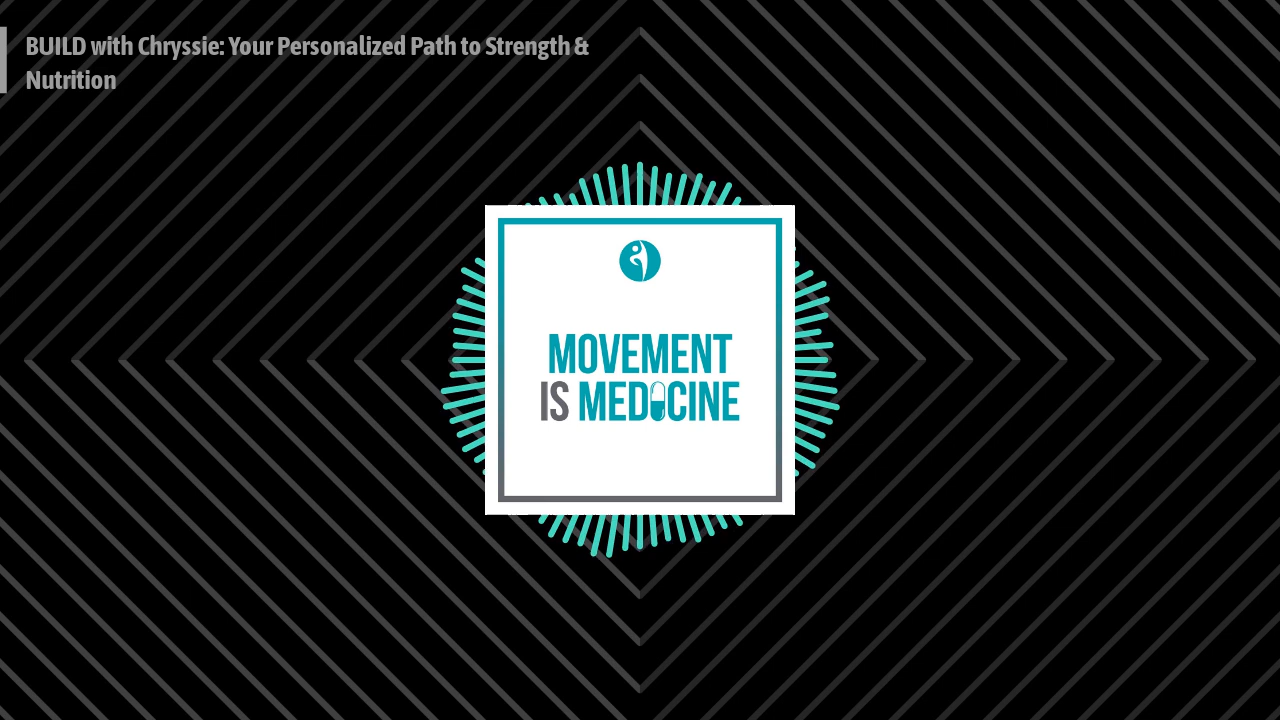 BUILD with Chryssie: Your Personalized Path to Strength &
Nutrition
MOVEMENT
IS MEDICINE